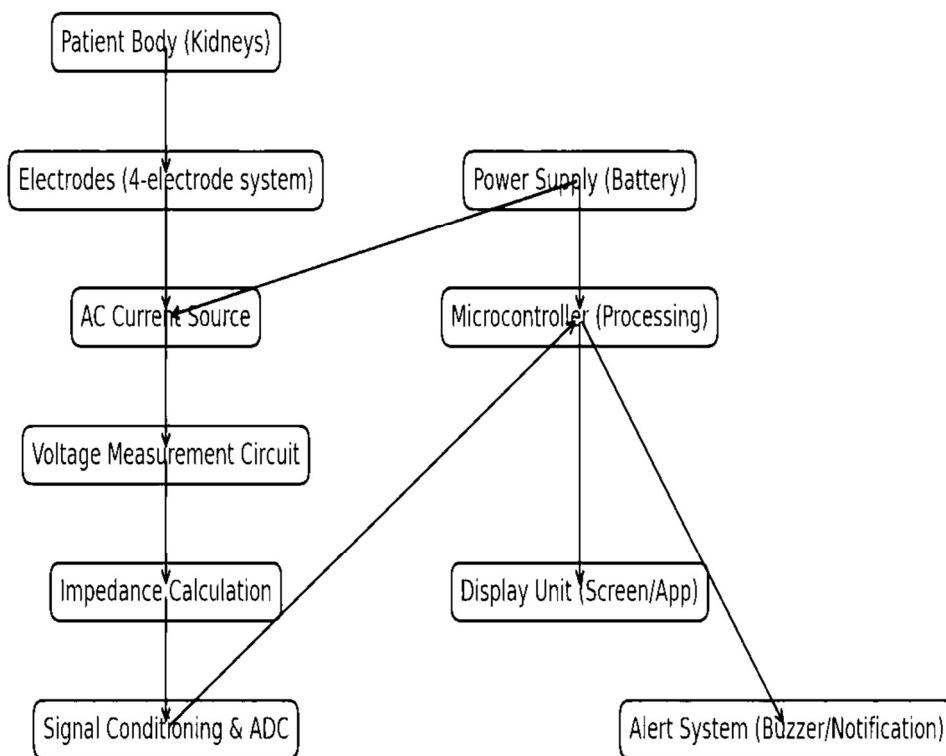 Patient Body (Kidneys)
Electrodes (4-electrode system)
Power Supply (Battery)
AC Current Source
Microcontroller (Processing)
Voltage Measurement Circuit
Impedance Calculation
Display Unit (Screen/App)
Signal Conditioning & ADC
Alert System (Buzzer/Notification)